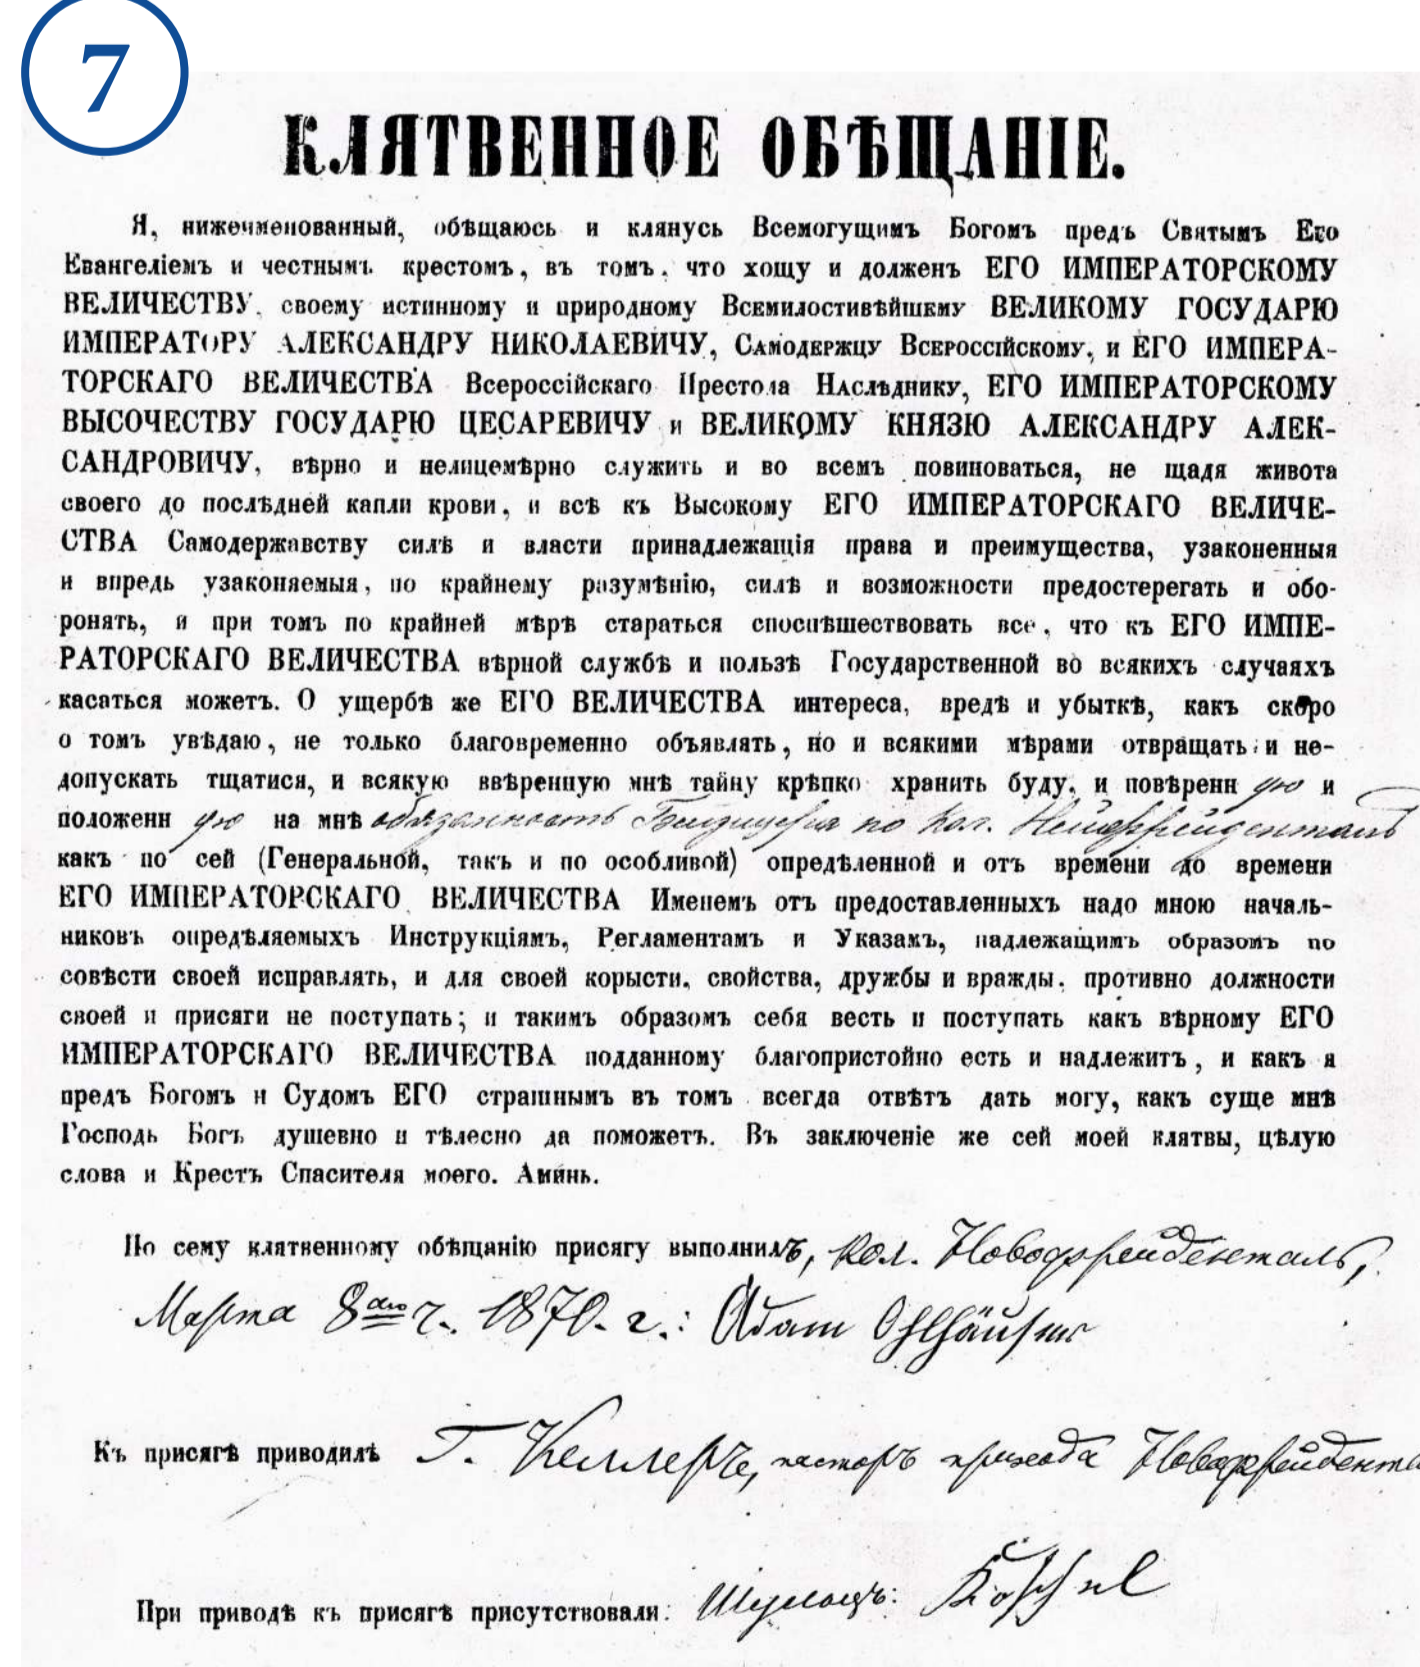 7
КЛЯТВЕННОЕ ОБѢЩАНІЕ.
Я, нижеименованный, обѣщаюсь и клянусь Всемогущимъ Богомъ предъ Святымъ Его
Евангеліемъ и честнымъ крестомъ, въ томъ, что хощу и долженъ ЕГО ИМПЕРАТОРСКОМУ
ВЕЛИЧЕСТВУ, своему истинному и природному Всемилостивѣйшему ВЕЛИКОМУ ГОСУДАРЮ
ИМПЕРАТОРУ АЛЕКСАНДРУ НИКОЛАЕВИЧУ, Самодержцу Всероссійскому, и ЕГО ИМПЕРА-
ТОРСКАГО ВЕЛИЧЕСТВА Всероссійскаго Престола Наслѣднику, ЕГО ИМПЕРАТОРСКОМУ
ВЫСОЧЕСТВУ ГОСУДАРЮ ЦЕСАРЕВИЧУ и ВЕЛИКОМУ КНЯЗЮ АЛЕКСАНДРУ АЛЕК-
САНДРОВИЧУ, вѣрно и нелицемѣрно служить и во всемъ повиноваться, не щадя живота
своего до послѣдней капли крови, и всѣ къ Высокому ЕГО ИМПЕРАТОРСКАГО ВЕЛИЧЕ-
СТВА Самодержавству силѣ и власти принадлежащія права и преимущества, узаконенныя
и впредь узаконяемыя, по крайнему разумѣнію, силѣ и возможности предостерегать и обо-
ронять, и при томъ по крайней мѣрѣ стараться споспѣшествовать все, что къ ЕГО ИМПЕ-
РАТОРСКАГО ВЕЛИЧЕСТВА вѣрной службѣ и пользѣ Государственной во всякихъ случаяхъ
касаться можетъ. О ущербѣ же ЕГО ВЕЛИЧЕСТВА интереса, вредѣ и убыткѣ, какъ скоро
о томъ увѣдаю, не только благовременно объявлять, но и всякими мѣрами отвращать и не-
допускать тщатися, и всякую ввѣренную мнѣ тайну крѣпко хранить буду, и повѣренн ую и
положенн ую на мнѣ обязанность по кол. Нейфрейденталь
какъ по сей (Генеральной, такъ и по особливой) опредѣленной и отъ времени до времени
ЕГО ИМПЕРАТОРСКАГО ВЕЛИЧЕСТВА Именемъ отъ предоставленныхъ надо мною началь-
никовъ опредѣляемыхъ Инструкціямъ, Регламентамъ и Указамъ, надлежащимъ образомъ по
совѣсти своей исправлять, и для своей корысти, свойства, дружбы и вражды, противно должности
своей и присяги не поступать; и такимъ образомъ себя весть и поступать какъ вѣрному ЕГО
ИМПЕРАТОРСКАГО ВЕЛИЧЕСТВА подданному благопристойно есть и надлежитъ, и какъ я
предъ Богомъ и Судомъ ЕГО страшнымъ въ томъ всегда отвѣтъ дать могу, какъ суще мнѣ
Господь Богъ душевно и тѣлесно да поможетъ. Въ заключеніе же сей моей клятвы, цѣлую
слова и Крестъ Спасителя моего. Аминь.
По сему клятвенному обѣщанію присягу выполнилъ, кол. Новофрейденталь,
Марта 8 ч. 1870. г.: Adam Ohlhäuser
Къ присягѣ приводилъ Г. Келлеръ, пасторъ прихода Новофрейдента
При приводѣ къ присягѣ присутствовали: Шульцъ: